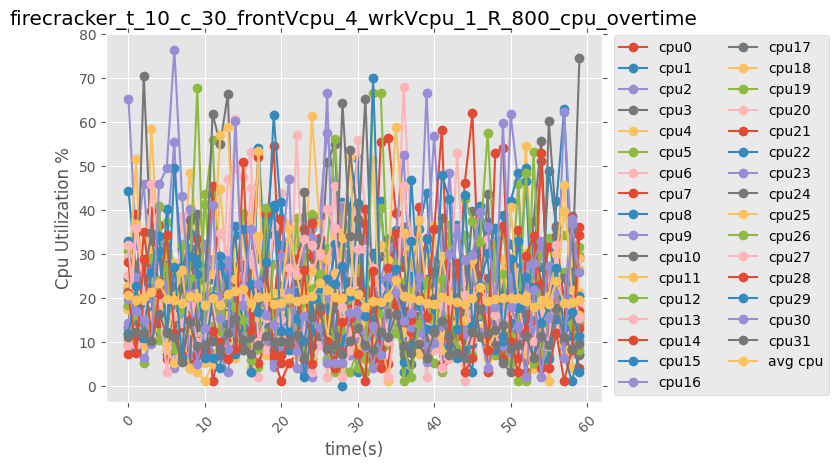 firecracker_t_10_c_30_frontVcpu_4_wrkVcpu_1_R_800_cpu_overtime
80
70
60
50
40
30
20
10
0
Cpu Utilization %
0
10
20
30
40
50
60
time(s)
cpu0
cpu1
cpu2
cpu3
cpu4
cpu5
cpu6
cpu7
cpu8
cpu9
cpu10
cpu11
cpu12
cpu13
cpu14
cpu15
cpu16
cpu17
cpu18
cpu19
cpu20
cpu21
cpu22
cpu23
cpu24
cpu25
cpu26
cpu27
cpu28
cpu29
cpu30
cpu31
avg cpu